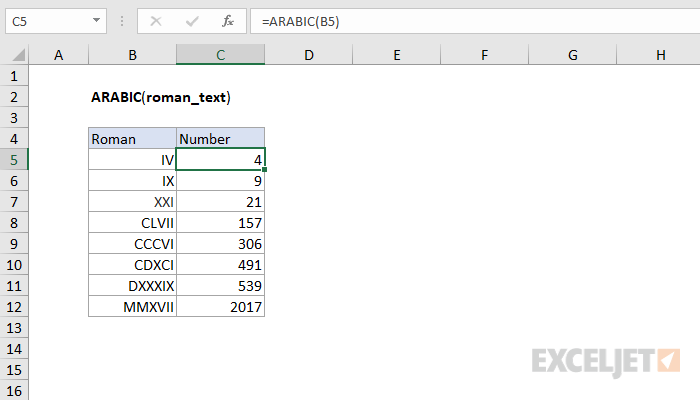 C5 fx =ARABIC(B5)
A B C D E F G H
1
2 ARABIC(roman_text)
3
4 Roman Number
5 IV 4
6 IX 9
7 XXI 21
8 CLVII 157
9 CCCVI 306
10 CDXCI 491
11 DXXXIX 539
12 MMXVII 2017
13
14
15
16
EXCELJET